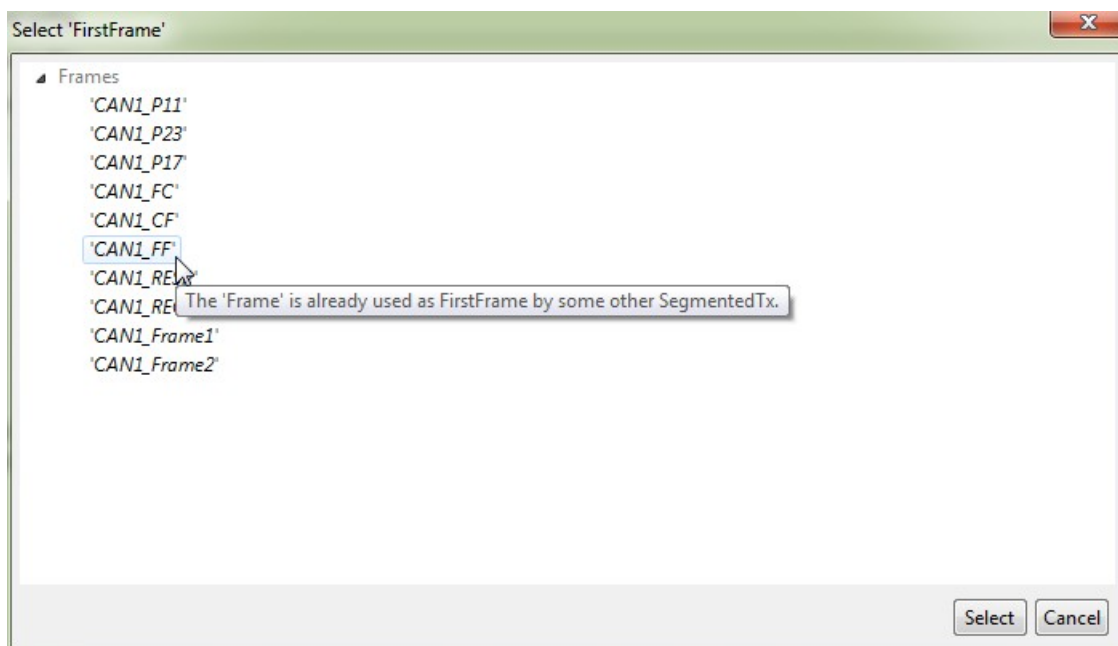 Select 'FirstFrame'
Frames
'CAN1_P11'
'CAN1_P23'
'CAN1_P17'
'CAN1_FC'
'CAN1_CF'
'CAN1_FF'
The 'Frame' is already used as FirstFrame by some other SegmentedTx.
'CAN1_Frame1'
'CAN1_Frame2'
Select Cancel